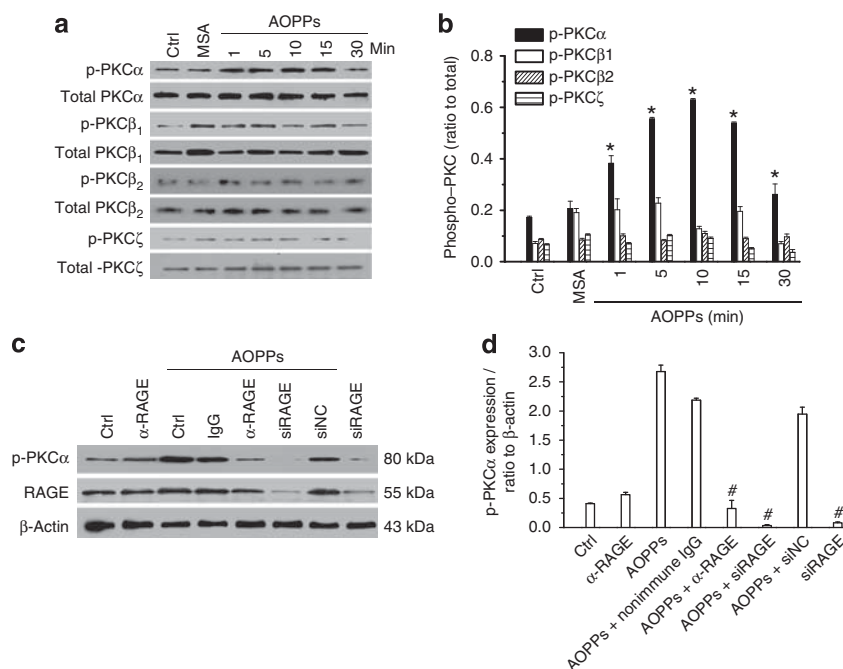 a
AOPPs
Ctrl
MSA
1
5
10
15
30
Min
p-PKCα
Total PKCα
p-PKCβ1
Total PKCβ1
p-PKCβ2
Total PKCβ2
p-PKCζ
Total -PKCζ
b
p-PKCα
p-PKCβ1
p-PKCβ2
p-PKCζ
Phospho–PKC (ratio to total)
0.8
0.6
0.4
0.2
0.0
*
*
*
*
*
Ctrl
MSA
1
5
10
15
30
AOPPs (min)
c
AOPPs
Ctrl
α-RAGE
Ctrl
IgG
α-RAGE
siRAGE
siNC
siRAGE
p-PKCα
80 kDa
RAGE
55 kDa
β-Actin
43 kDa
d
p-PKCα expression /
ratio to β-actin
3.0
2.5
2.0
1.5
0.5
0.0
#
#
#
Ctrl
α-RAGE
AOPPs
AOPPs + nonimmune IgG
AOPPs + α-RAGE
AOPPs + siRAGE
AOPPs + siNC
siRAGE